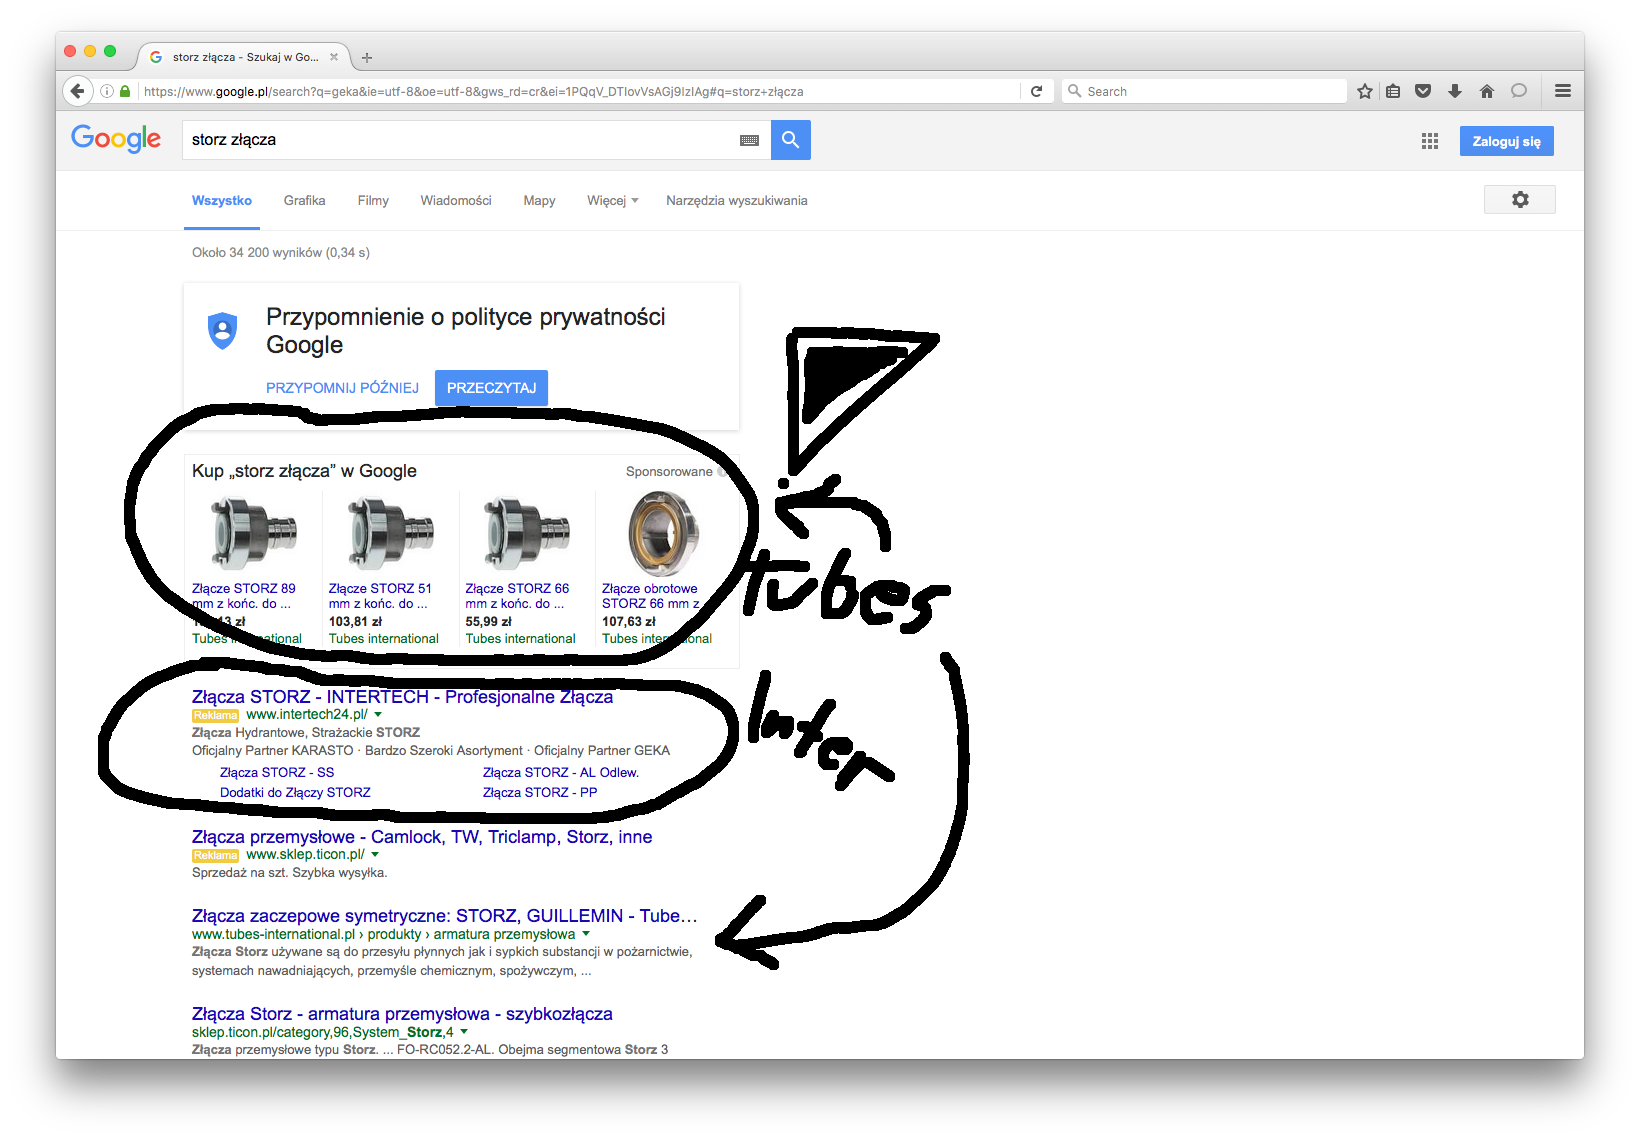 storz złącza - Szukaj w Go...
https://www.google.pl/search?q=geka&ie=utf-8&oe=utf-8&gws_rd=cr&ei=1PQqV_DTIovVsAGj9IzIAg#q=storz+złącza
Search
Google
storz złącza
Zaloguj się
Wszystko Grafika Filmy Wiadomości Mapy Więcej Narzędzia wyszukiwania
Około 34 200 wyników (0,34 s)
Przypomnienie o polityce prywatności
Google
PRZYPOMNIJ PÓŹNIEJ PRZECZYTAJ
Kup „storz złącza” w Google Sponsorowane
Złącze STORZ 89 mm z końc. do ...
13 zł
Tubes international
Złącze STORZ 51 mm z końc. do ...
103,81 zł
Tubes international
Złącze STORZ 66 mm z końc. do ...
55,99 zł
Tubes international
Złącze obrotowe STORZ 66 mm z
107,63 zł
Tubes international
tubes
Inter
Złącza STORZ - INTERTECH - Profesjonalne Złącza
Reklama www.intertech24.pl/
Złącza Hydrantowe, Strażackie STORZ
Oficjalny Partner KARASTO · Bardzo Szeroki Asortyment · Oficjalny Partner GEKA
Złącza STORZ - SS Złącza STORZ - AL Odlew.
Dodatki do Złączy STORZ Złącza STORZ - PP
Złącza przemysłowe - Camlock, TW, Triclamp, Storz, inne
Reklama www.sklep.ticon.pl/
Sprzedaż na szt. Szybka wysyłka.
Złącza zaczepowe symetryczne: STORZ, GUILLEMIN - Tube...
www.tubes-international.pl › produkty › armatura przemysłowa
Złącza Storz używane są do przesyłu płynnych jak i sypkich substancji w pożarnictwie,
systemach nawadniających, przemyśle chemicznym, spożywczym, ...
Złącza Storz - armatura przemysłowa - szybkozłącza
sklep.ticon.pl/category,96,System_Storz,4
Złącza przemysłowe typu Storz. ... FO-RC052.2-AL. Obejma segmentowa Storz 3